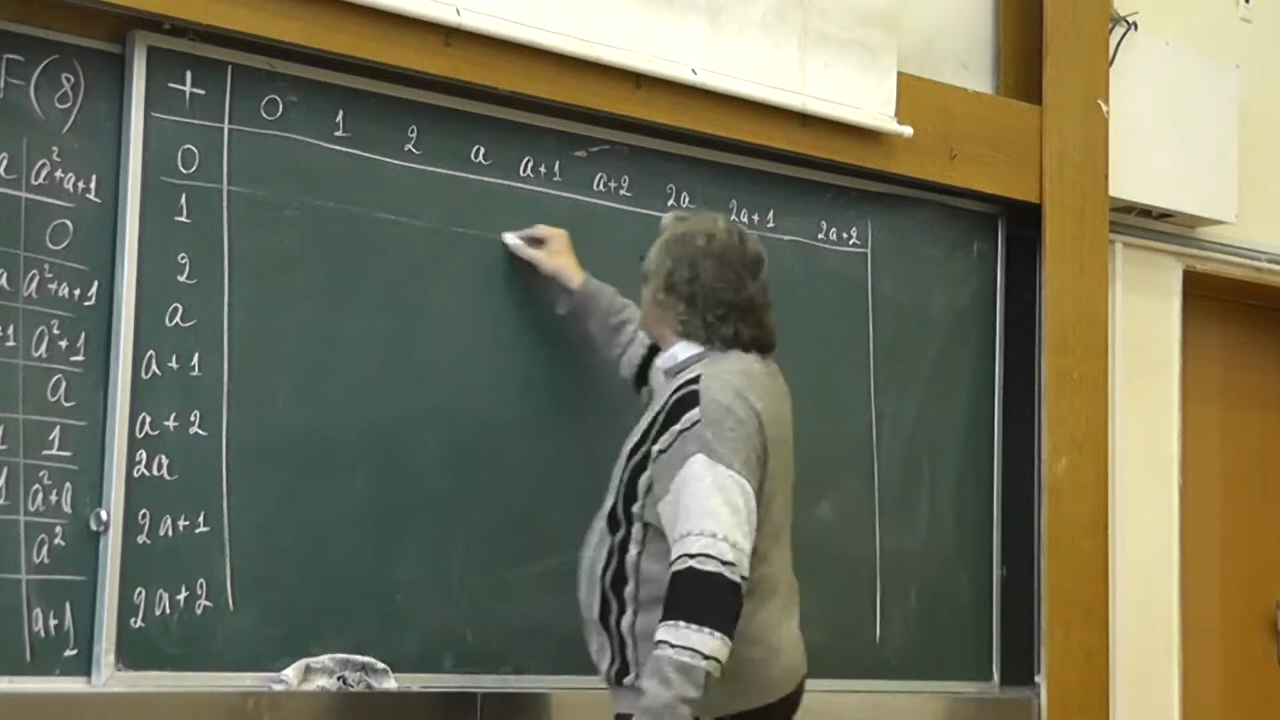 F(8)
a a²+a+1
0
a a²+a+1
+1 a²+1
a
1 1
1 a²+a
a²
a+1
+ 0 1 2 a a+1 a+2 2a 2a+1 2a+2
0
1
2
a
a+1
a+2
2a
2a+1
2a+2